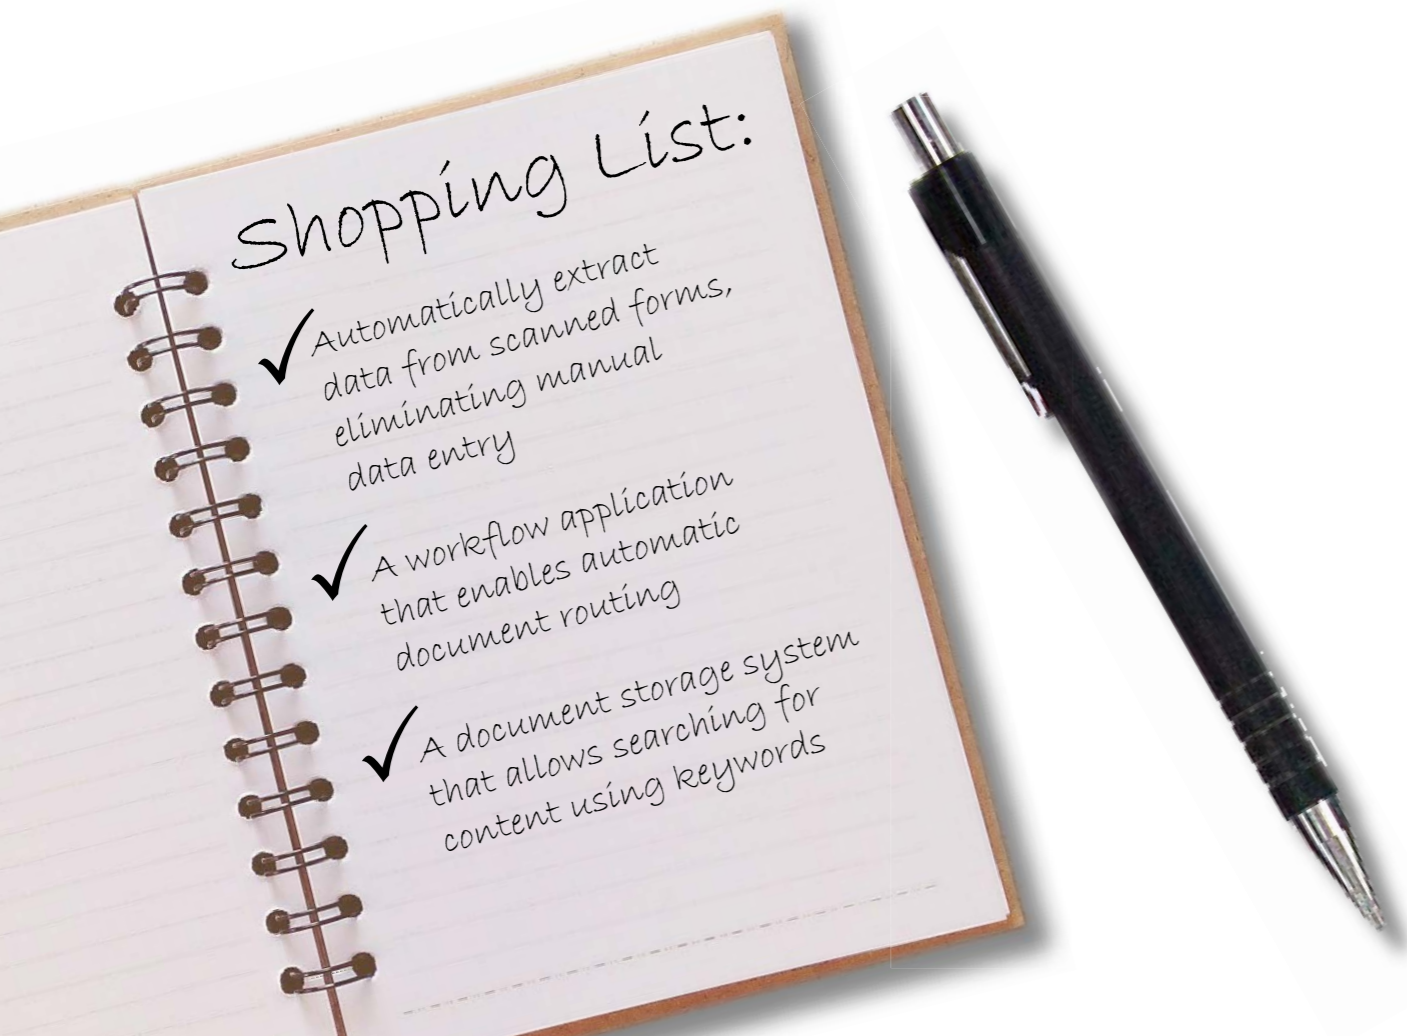 Shopping List:
✓ Automatically extract
data from scanned forms,
eliminating manual
data entry
✓ A workflow application
that enables automatic
document routing
✓ A document storage system
that allows searching for
content using keywords